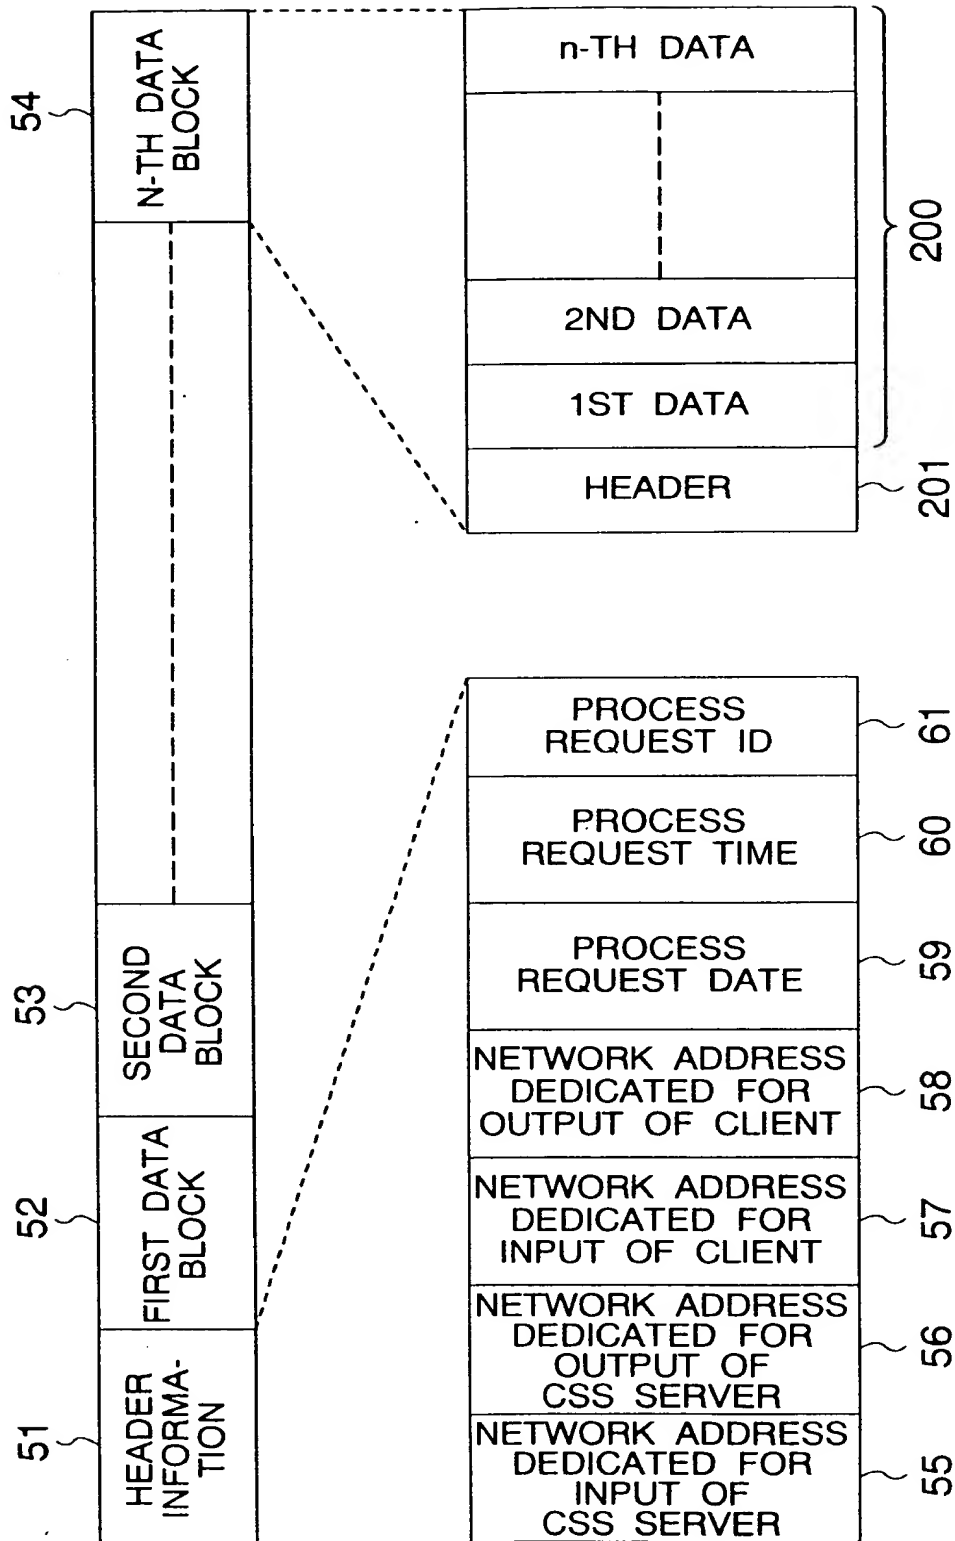 54
N-TH DATA
BLOCK
53
SECOND
DATA
BLOCK
52
FIRST DATA
BLOCK
51
HEADER
INFORMA-
TION
n-TH DATA
2ND DATA
1ST DATA
200
HEADER
201
PROCESS
REQUEST ID
61
PROCESS
REQUEST TIME
60
PROCESS
REQUEST DATE
59
NETWORK ADDRESS
DEDICATED FOR
OUTPUT OF CLIENT
58
NETWORK ADDRESS
DEDICATED FOR
INPUT OF CLIENT
57
NETWORK ADDRESS
DEDICATED FOR
OUTPUT OF
CSS SERVER
56
NETWORK ADDRESS
DEDICATED FOR
INPUT OF
CSS SERVER
55